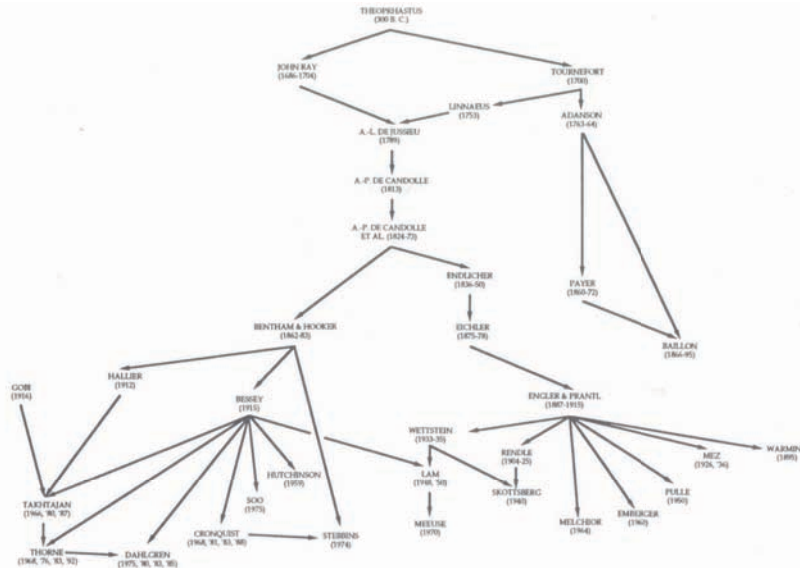 THEOPRHASTUS
(300 B. C.)
JOHN RAY
(1686-1704)
TOURNEFORT
(1700)
LINNAEUS
(1753)
ADANSON
(1763-64)
A.-L. DE JUSSIEU
(1789)
A.-P. DE CANDOLLE
(1813)
A.-P. DE CANDOLLE
ET AL. (1824-73)
ENDLICHER
(1836-50)
PAYER
(1860-72)
BENTHAM & HOOKER
(1862-83)
EICHLER
(1875-78)
BAILLON
(1866-95)
HALLIER
(1912)
GOBI
(1916)
BESSEY
(1915)
ENGLER & PRANTL
(1887-1915)
WETTSTEIN
(1933-35)
RENDLE
(1904-25)
MEZ
(1926, '36)
WARMIN
(1895)
HUTCHINSON
(1959)
LAM
(1948, '50)
SKOTTSBERG
(1940)
PULLE
(1950)
TAKHTAJAN
(1966, '80, '87)
SOO
(1975)
CRONQUIST
(1968, '81, '83, '88)
STEBBINS
(1974)
MEEUSE
(1970)
MELCHIOR
(1964)
EMBERGER
(1960)
THORNE
(1968, '76, '83, '92)
DAHLGREN
(1975, '80, '83, '85)